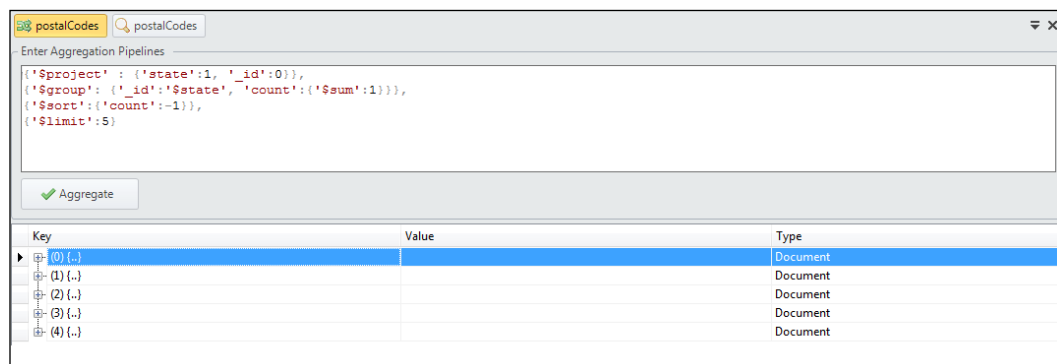 postalCodes postalCodes
Enter Aggregation Pipelines
{'$project' : {'state':1, '_id':0}},
{'$group': {'_id':'$state', 'count':{'$sum':1}}},
{'$sort':{'count':-1}},
{'$limit':5}
Aggregate
Key Value Type
(0) {..} Document
(1) {..} Document
(2) {..} Document
(3) {..} Document
(4) {..} Document